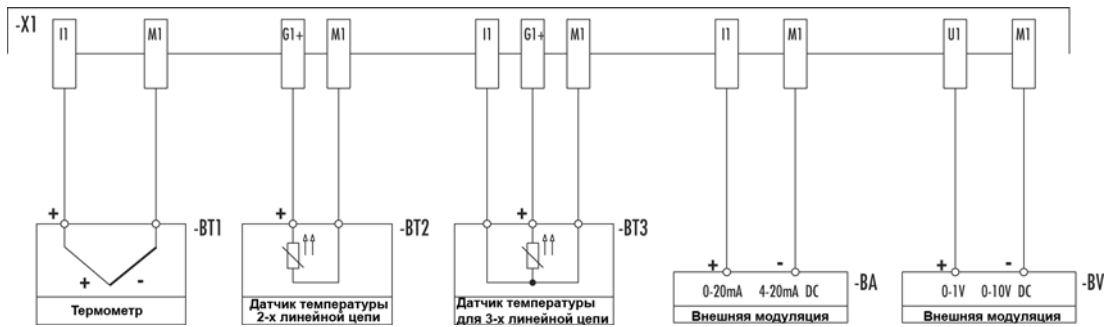 -X1
I1 M1 G1+ M1 I1 G1+ M1 I1 M1 U1 M1
+ -BT1 + -BT2 + -BT3 + - -BA + - -BV
+ -
0-20mA 4-20mA DC 0-1V 0-10V DC
Термометр
Датчик температуры
2-х линейной цепи
Датчик температуры
для 3-х линейной цепи
Внешняя модуляция
Внешняя модуляция